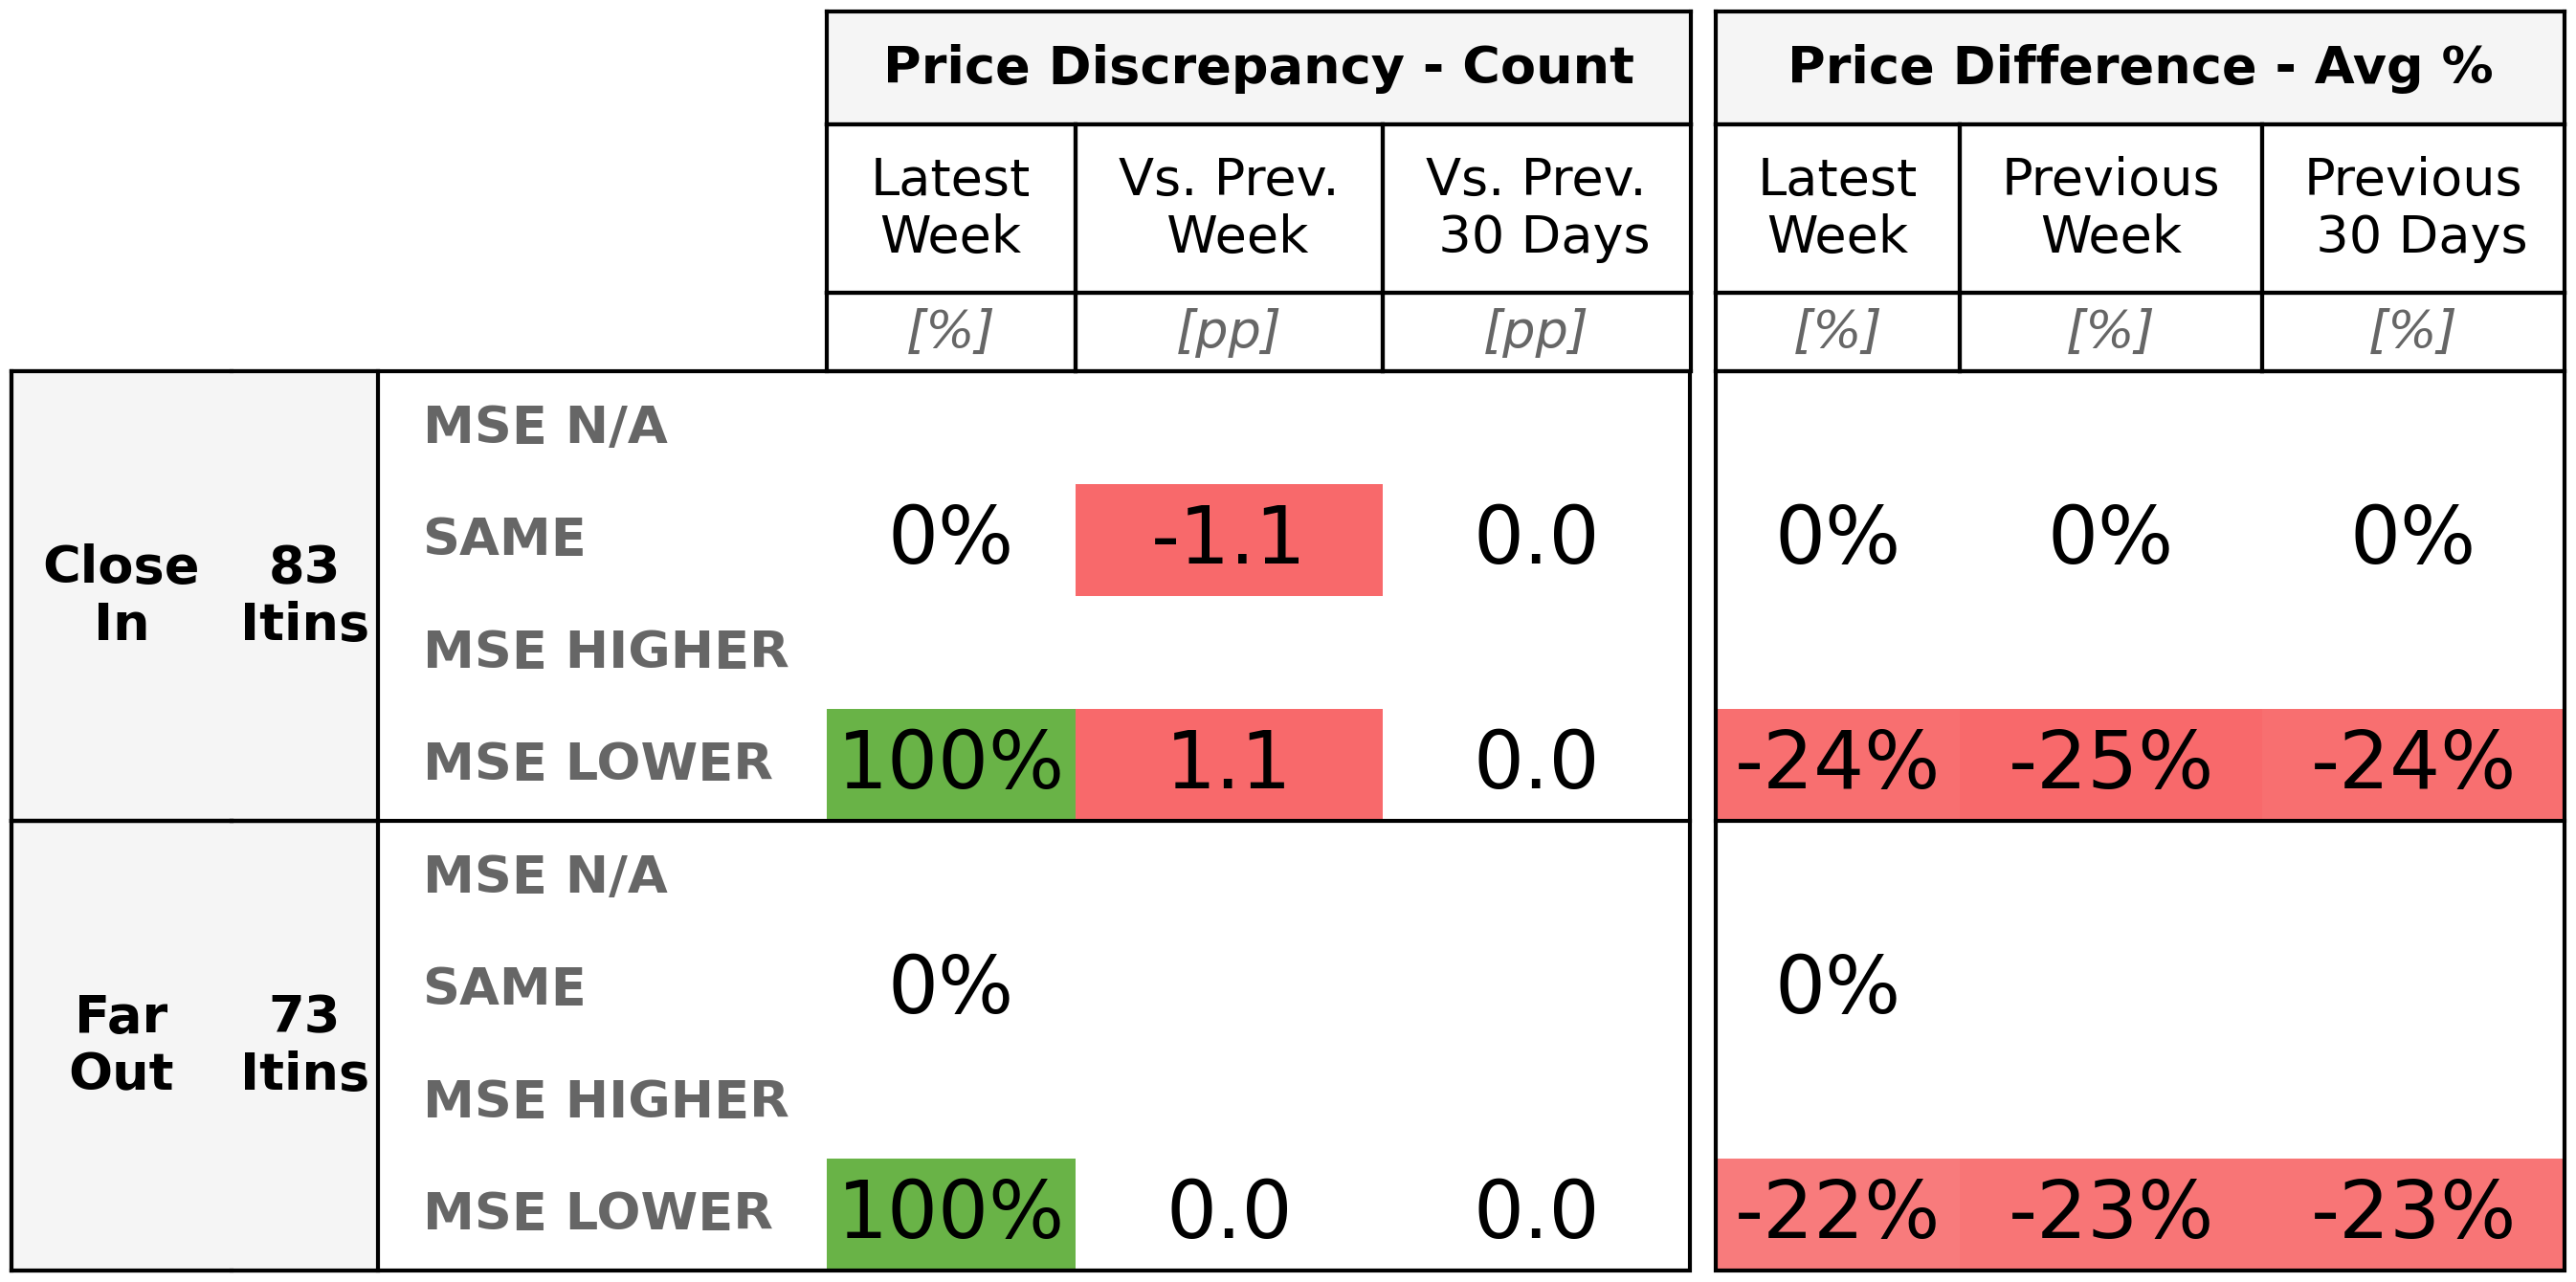 Price Discrepancy - Count Price Difference - Avg %
Latest Week Vs. Prev. Week Vs. Prev. 30 Days Latest Week Previous Week Previous 30 Days
[%] [pp] [pp] [%] [%] [%]
Close In 83 Itins
MSE N/A
SAME 0% -1.1 0.0 0% 0% 0%
MSE HIGHER
MSE LOWER 100% 1.1 0.0 -24% -25% -24%
Far Out 73 Itins
MSE N/A
SAME 0% 0%
MSE HIGHER
MSE LOWER 100% 0.0 0.0 -22% -23% -23%